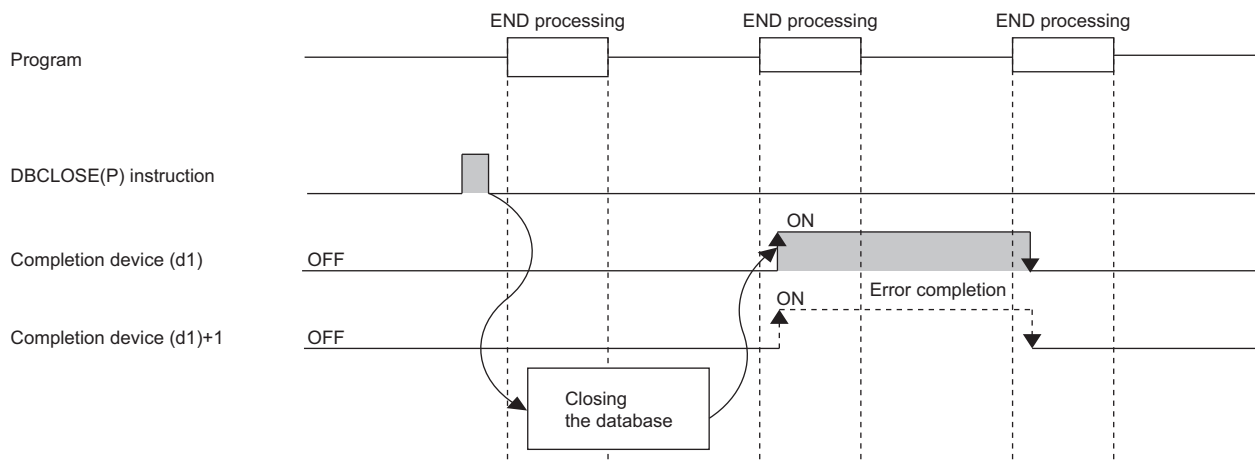 END processing
END processing
END processing
Program
DBCLOSE(P) instruction
ON
Completion device (d1)
OFF
Error completion
ON
Completion device (d1)+1
OFF
Closing
the database